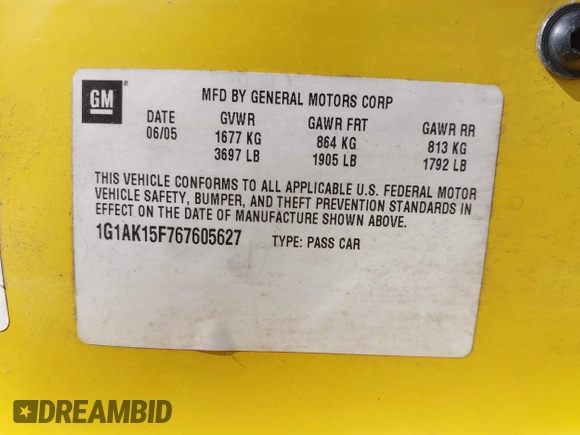 GM
MFD BY GENERAL MOTORS CORP
DATE GVWR GAWR FRT GAWR RR
06/05 1677 KG 864 KG 813 KG
3697 LB 1905 LB 1792 LB
THIS VEHICLE CONFORMS TO ALL APPLICABLE U.S. FEDERAL MOTOR
VEHICLE SAFETY, BUMPER, AND THEFT PREVENTION STANDARDS IN
EFFECT ON THE DATE OF MANUFACTURE SHOWN ABOVE.
1G1AK15F767605627 TYPE: PASS CAR
DREAMBID